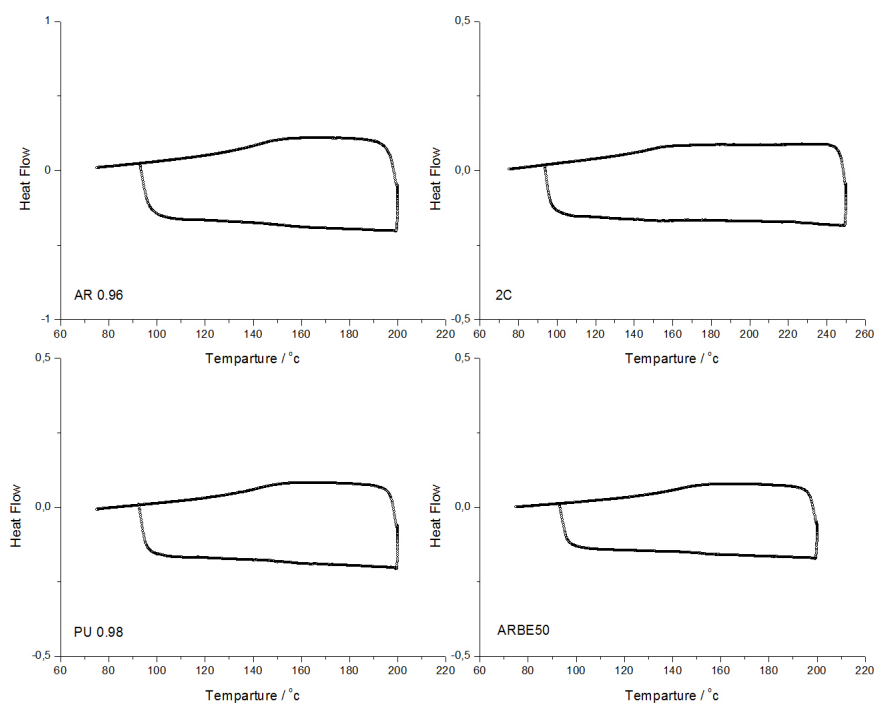 1
0
-1
Heat Flow
AR 0.96
60 80 100 120 140 160 180 200 220
Temparture / °c
0,5
0,0
-0,5
Heat Flow
2C
60 80 100 120 140 160 180 200 220 240 260
Temparture / °c
0,5
0,0
-0,5
Heat Flow
PU 0.98
60 80 100 120 140 160 180 200 220
Temparture / °c
0,5
0,0
-0,5
Heat Flow
ARBE50
60 80 100 120 140 160 180 200 220
Temparture / °c